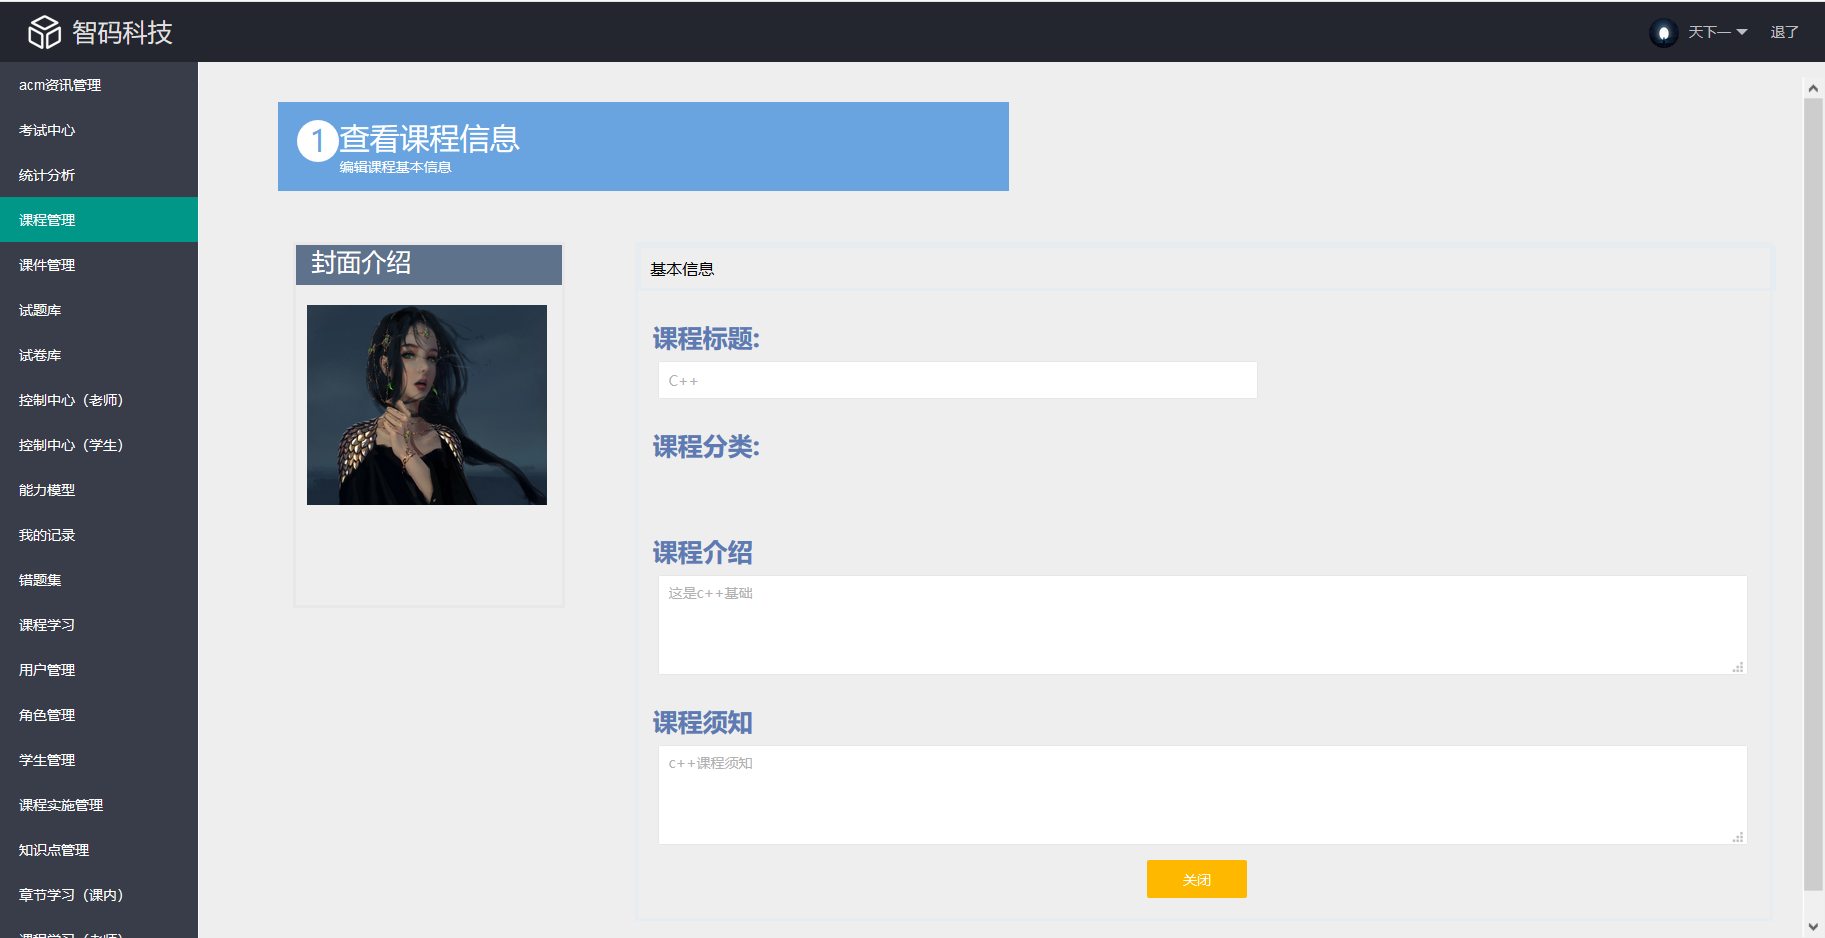 智码科技
天下一
退了
acm资讯管理
考试中心
统计分析
课程管理
课件管理
试题库
试卷库
控制中心（老师）
控制中心（学生）
能力模型
我的记录
错题集
课程学习
用户管理
角色管理
学生管理
课程实施管理
知识点管理
章节学习（课内）
课程学习（老师）
1
查看课程信息
编辑课程基本信息
封面介绍
基本信息
课程标题:
C++
课程分类:
课程介绍
这是c++基础
课程须知
c++课程须知
关闭